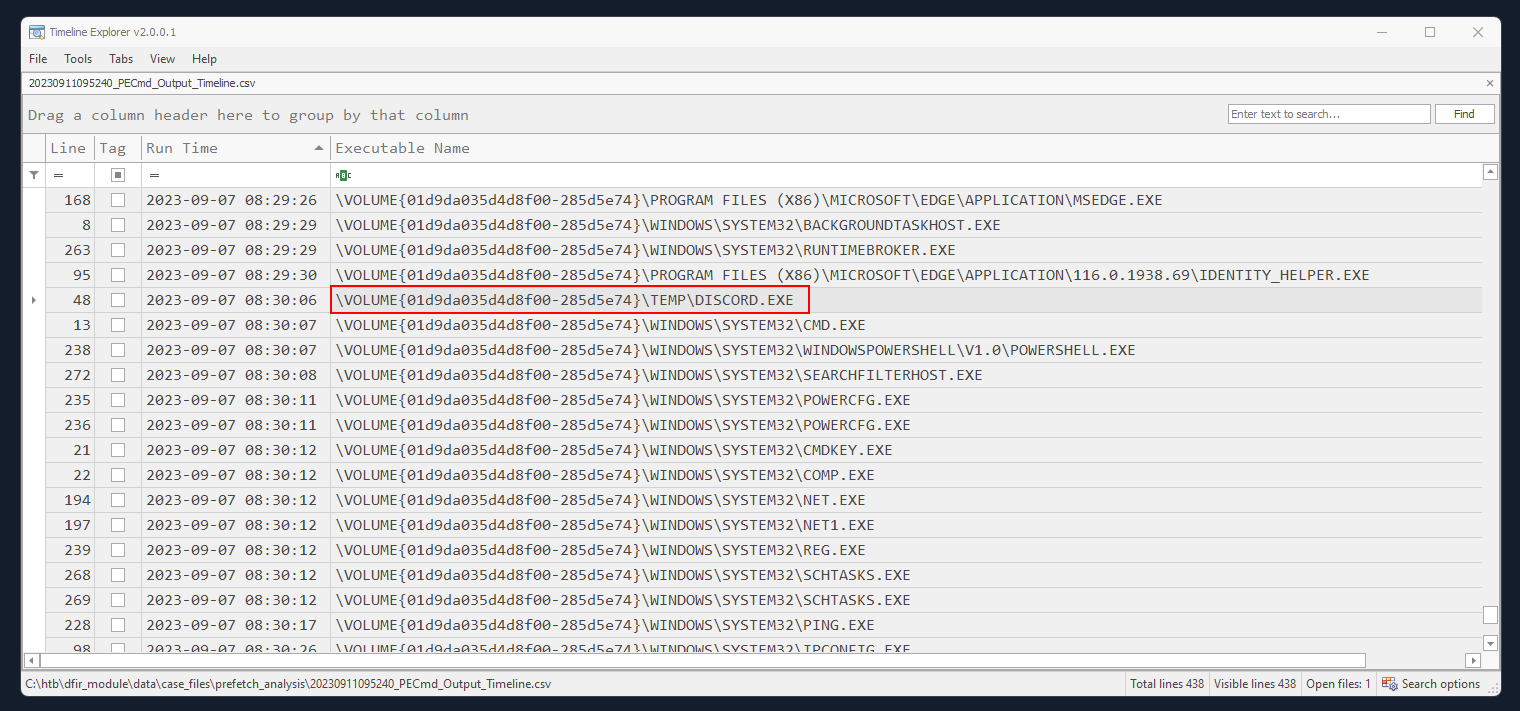 Timeline Explorer v2.0.0.1
File Tools Tabs View Help
20230911095240_PECmd_Output_Timeline.csv
Drag a column header here to group by that column
Enter text to search... Find
Line Tag Run Time Executable Name
= = ABC
168 2023-09-07 08:29:26 \VOLUME{01d9da035d4d8f00-285d5e74}\PROGRAM FILES (X86)\MICROSOFT\EDGE\APPLICATION\MSEDGE.EXE
8 2023-09-07 08:29:29 \VOLUME{01d9da035d4d8f00-285d5e74}\WINDOWS\SYSTEM32\BACKGROUNDTASKHOST.EXE
263 2023-09-07 08:29:29 \VOLUME{01d9da035d4d8f00-285d5e74}\WINDOWS\SYSTEM32\RUNTIMEBROKER.EXE
95 2023-09-07 08:29:30 \VOLUME{01d9da035d4d8f00-285d5e74}\PROGRAM FILES (X86)\MICROSOFT\EDGE\APPLICATION\116.0.1938.69\IDENTITY_HELPER.EXE
48 2023-09-07 08:30:06 \VOLUME{01d9da035d4d8f00-285d5e74}\TEMP\DISCORD.EXE
13 2023-09-07 08:30:07 \VOLUME{01d9da035d4d8f00-285d5e74}\WINDOWS\SYSTEM32\CMD.EXE
238 2023-09-07 08:30:07 \VOLUME{01d9da035d4d8f00-285d5e74}\WINDOWS\SYSTEM32\WINDOWSPOWERSHELL\V1.0\POWERSHELL.EXE
272 2023-09-07 08:30:08 \VOLUME{01d9da035d4d8f00-285d5e74}\WINDOWS\SYSTEM32\SEARCHFILTERHOST.EXE
235 2023-09-07 08:30:11 \VOLUME{01d9da035d4d8f00-285d5e74}\WINDOWS\SYSTEM32\POWERCFG.EXE
236 2023-09-07 08:30:11 \VOLUME{01d9da035d4d8f00-285d5e74}\WINDOWS\SYSTEM32\POWERCFG.EXE
21 2023-09-07 08:30:12 \VOLUME{01d9da035d4d8f00-285d5e74}\WINDOWS\SYSTEM32\CMDKEY.EXE
22 2023-09-07 08:30:12 \VOLUME{01d9da035d4d8f00-285d5e74}\WINDOWS\SYSTEM32\COMP.EXE
194 2023-09-07 08:30:12 \VOLUME{01d9da035d4d8f00-285d5e74}\WINDOWS\SYSTEM32\NET.EXE
197 2023-09-07 08:30:12 \VOLUME{01d9da035d4d8f00-285d5e74}\WINDOWS\SYSTEM32\NET1.EXE
239 2023-09-07 08:30:12 \VOLUME{01d9da035d4d8f00-285d5e74}\WINDOWS\SYSTEM32\REG.EXE
268 2023-09-07 08:30:12 \VOLUME{01d9da035d4d8f00-285d5e74}\WINDOWS\SYSTEM32\SCHTASKS.EXE
269 2023-09-07 08:30:12 \VOLUME{01d9da035d4d8f00-285d5e74}\WINDOWS\SYSTEM32\SCHTASKS.EXE
228 2023-09-07 08:30:17 \VOLUME{01d9da035d4d8f00-285d5e74}\WINDOWS\SYSTEM32\PING.EXE
98 2023-09-07 08:30:26 \VOLUME{01d9da035d4d8f00-285d5e74}\WINDOWS\SYSTEM32\IPCONFIG.EXE
C:\htb\dfir_module\data\case_files\prefetch_analysis\20230911095240_PECmd_Output_Timeline.csv Total lines 438 Visible lines 438 Open files: 1 Search options